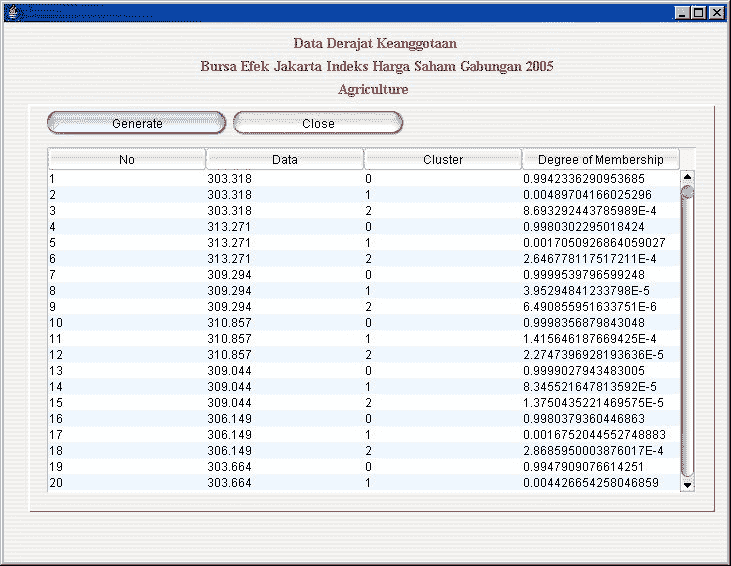 Data Derajat Keanggotaan
Bursa Efek Jakarta Indeks Harga Saham Gabungan 2005
Agriculture
Generate Close
No Data Cluster Degree of Membership
1 303.318 0 0.9942336290953685
2 303.318 1 0.00489704166025296
3 303.318 2 8.693292443785989E-4
4 313.271 0 0.9980302295018424
5 313.271 1 0.0017050926864059027
6 313.271 2 2.646778117517211E-4
7 309.294 0 0.9999539796599248
8 309.294 1 3.95294841233798E-5
9 309.294 2 6.490855951633751E-6
10 310.857 0 0.9998356879843048
11 310.857 1 1.415646187669425E-4
12 310.857 2 2.2747396928193636E-5
13 309.044 0 0.9999027943483005
14 309.044 1 8.345521647813592E-5
15 309.044 2 1.3750435221469575E-5
16 306.149 0 0.9980379360446863
17 306.149 1 0.0016752044552748883
18 306.149 2 2.8685950003876017E-4
19 303.664 0 0.9947909076614251
20 303.664 1 0.004426654258046859